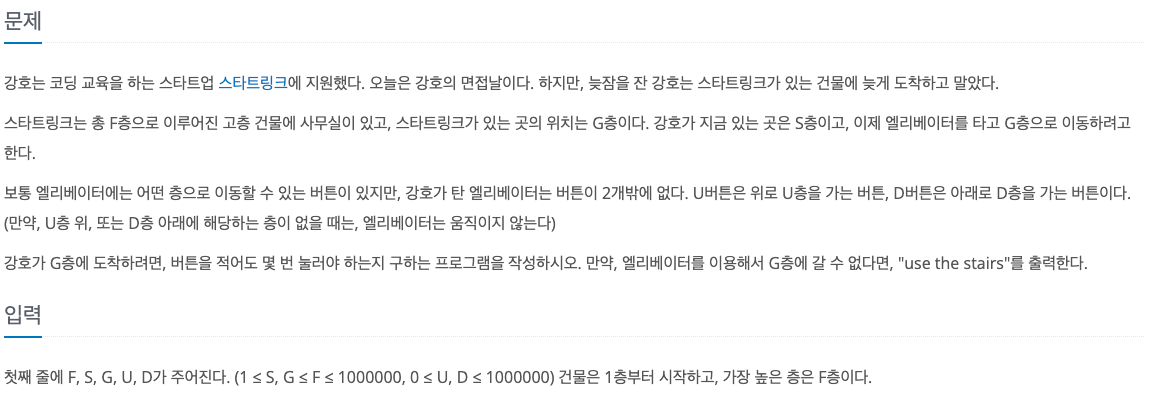 문제
강호는 코딩 교육을 하는 스타트업 스타트링크에 지원했다. 오늘은 강호의 면접날이다. 하지만, 늦잠을 잔 강호는 스타트링크가 있는 건물에 늦게 도착하고 말았다.
스타트링크는 총 F층으로 이루어진 고층 건물에 사무실이 있고, 스타트링크가 있는 곳의 위치는 G층이다. 강호가 지금 있는 곳은 S층이고, 이제 엘리베이터를 타고 G층으로 이동하려고
한다.
보통 엘리베이터에는 어떤 층으로 이동할 수 있는 버튼이 있지만, 강호가 탄 엘리베이터는 버튼이 2개밖에 없다. U버튼은 위로 U층을 가는 버튼, D버튼은 아래로 D층을 가는 버튼이다.
(만약, U층 위, 또는 D층 아래에 해당하는 층이 없을 때는, 엘리베이터는 움직이지 않는다)
강호가 G층에 도착하려면, 버튼을 적어도 몇 번 눌러야 하는지 구하는 프로그램을 작성하시오. 만약, 엘리베이터를 이용해서 G층에 갈 수 없다면, "use the stairs"를 출력한다.
입력
첫째 줄에 F, S, G, U, D가 주어진다. (1 ≤ S, G ≤ F ≤ 1000000, 0 ≤ U, D ≤ 1000000) 건물은 1층부터 시작하고, 가장 높은 층은 F층이다.